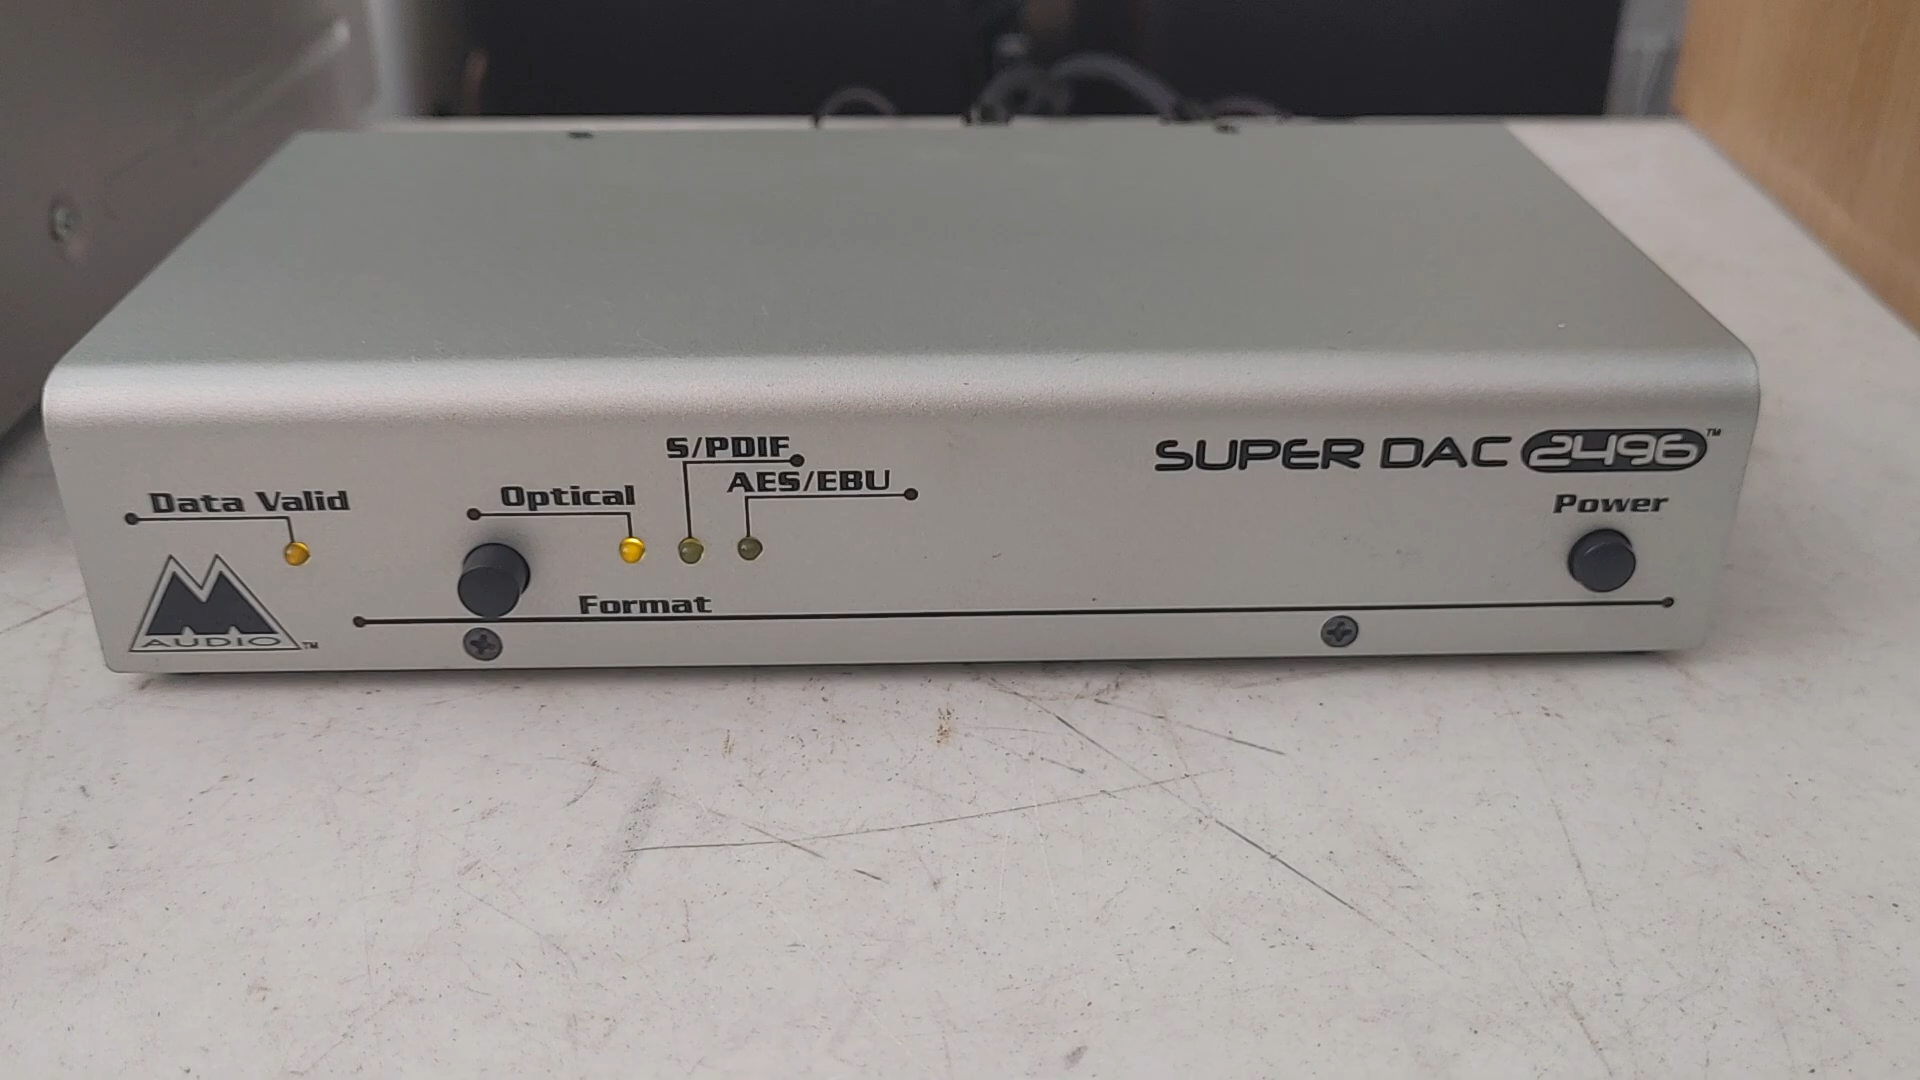 S/PDIF
AES/EBU
Data Valid
Optical
Format
M
AUDIO™
SUPER DAC 2496™
Power